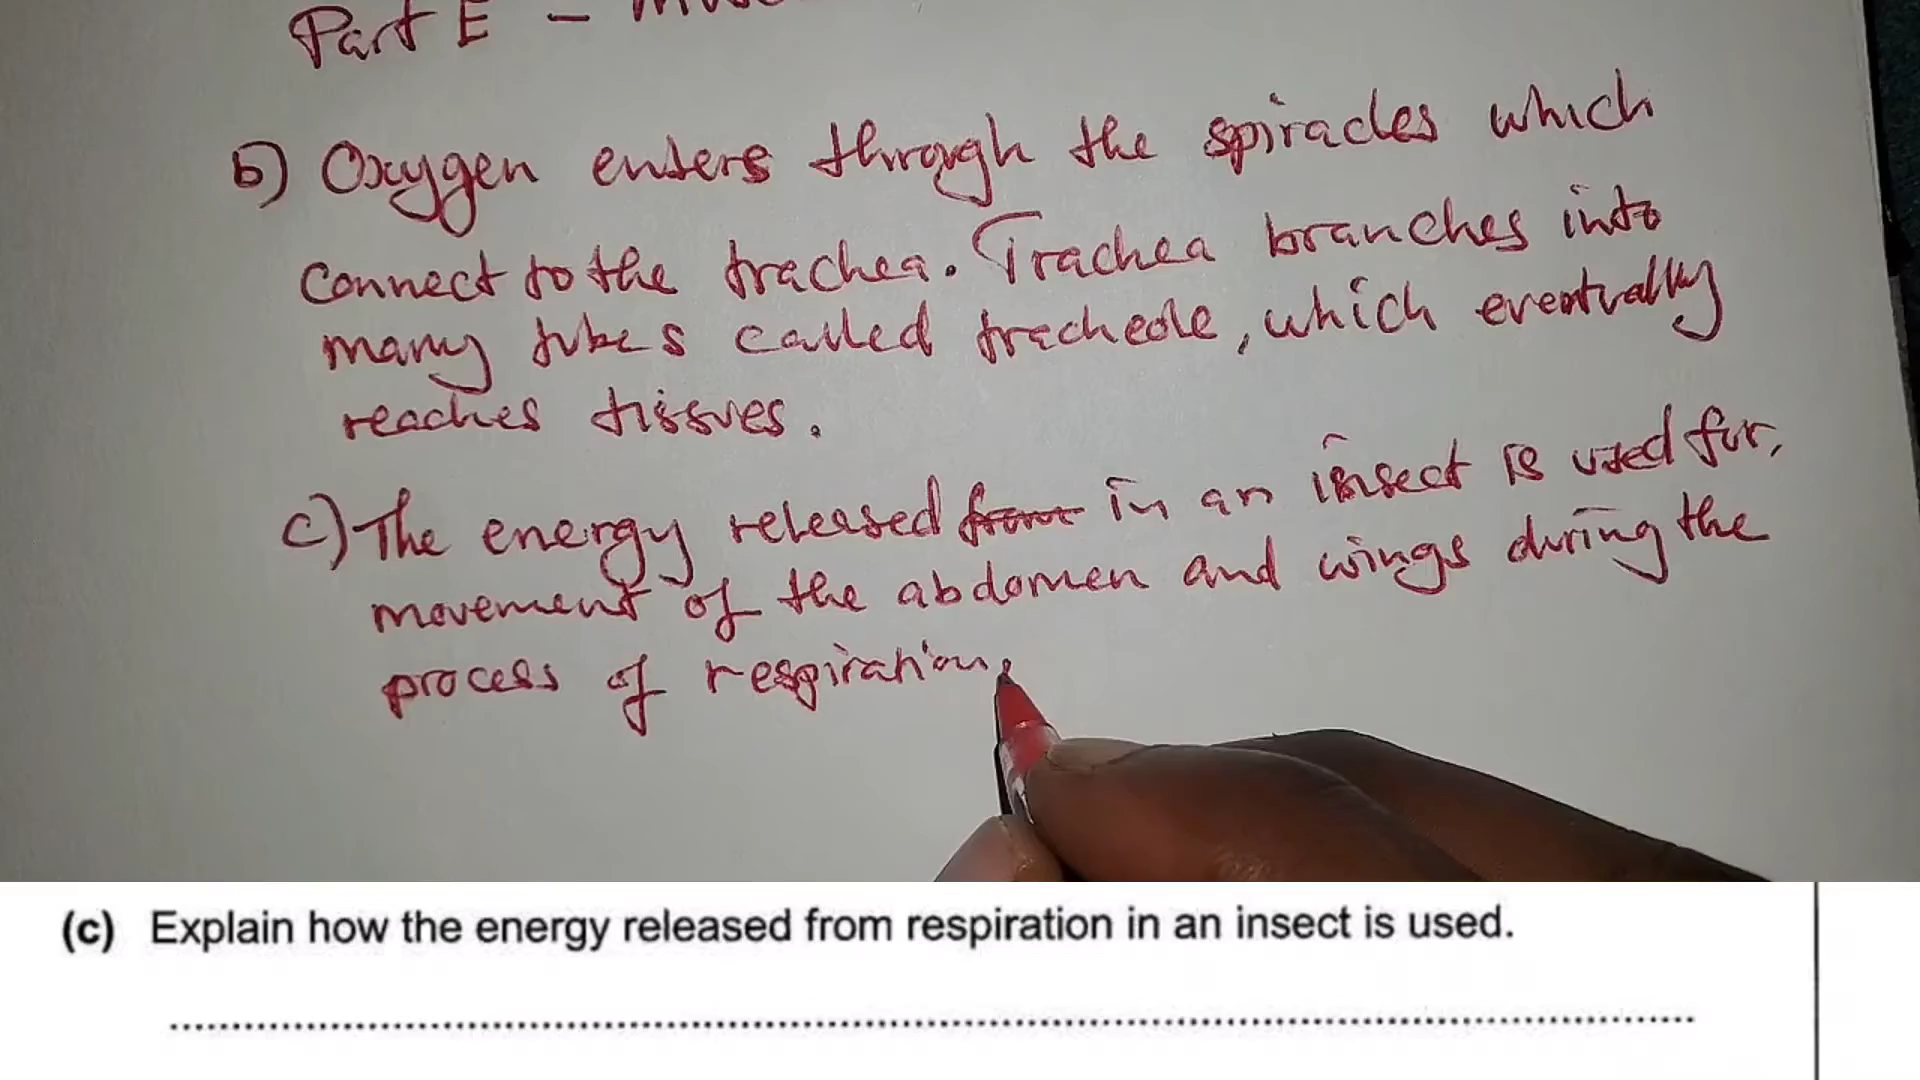 Part E -
b) Oxygen enters through the spiracles which
connect to the trachea. Trachea branches into
many tubes called tracheole, which eventually
reaches tissues.
c) The energy released from in an insect is used for,
movement of the abdomen and wings during the
process of respiration.
(c) Explain how the energy released from respiration in an insect is used.